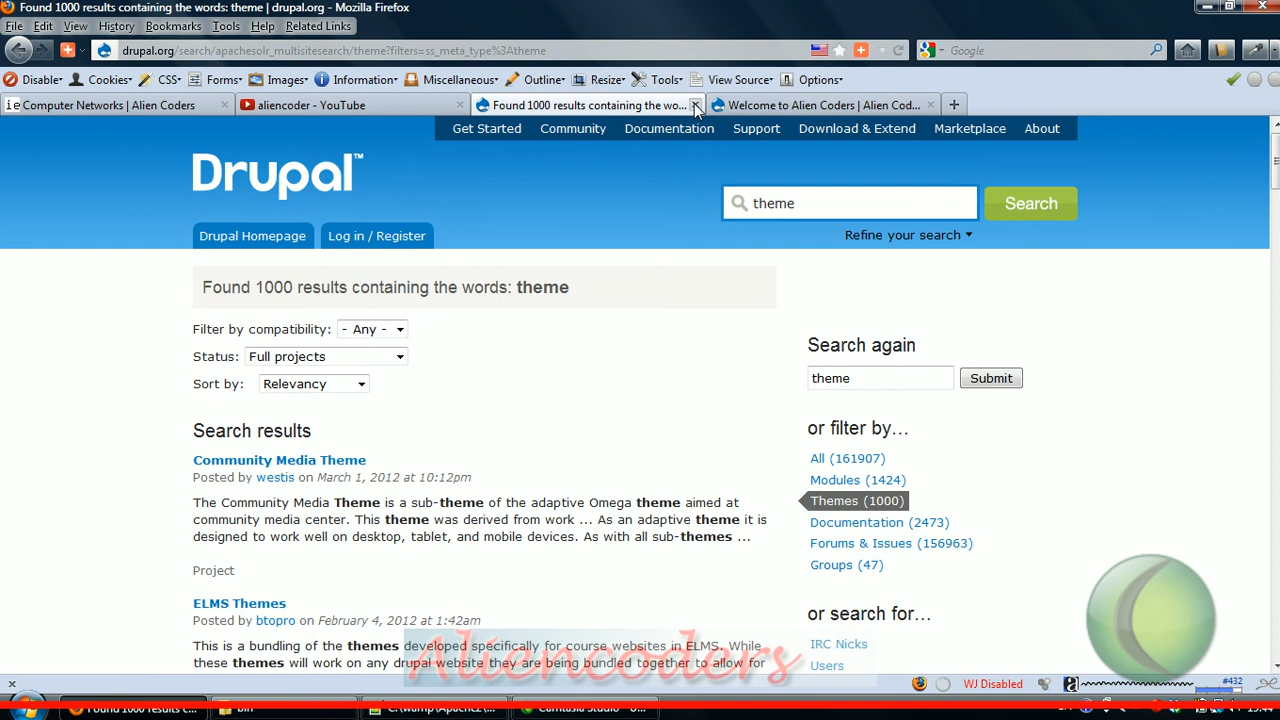 Found 1000 results containing the words: theme | drupal.org - Mozilla Firefox
File Edit View History Bookmarks Tools Help Related Links
drupal.org/search/apachesolr_multisitesearch/theme?filters=ss_meta_type%3Atheme
Google
Disable Cookies CSS Forms Images Information Miscellaneous Outline Resize Tools View Source Options
Computer Networks | Alien Coders
aliencoder - YouTube
Found 1000 results containing the wo...
Welcome to Alien Coders | Alien Cod...
Get Started Community Documentation Support Download & Extend Marketplace About
Drupal™
theme
Search
Refine your search
Drupal Homepage
Log in / Register
Found 1000 results containing the words: theme
Filter by compatibility: - Any -
Status: Full projects
Sort by: Relevancy
Search results
Community Media Theme
Posted by westis on March 1, 2012 at 10:12pm
The Community Media Theme is a sub-theme of the adaptive Omega theme aimed at
community media center. This theme was derived from work ... As an adaptive theme it is
designed to work well on desktop, tablet, and mobile devices. As with all sub-themes ...
Project
ELMS Themes
Posted by btopro on February 4, 2012 at 1:42am
This is a bundling of the themes developed specifically for course websites in ELMS. While
these themes will work on any drupal website they are being bundled together to allow for
Search again
theme
Submit
or filter by...
All (161907)
Modules (1424)
Themes (1000)
Documentation (2473)
Forums & Issues (156963)
Groups (47)
or search for...
IRC Nicks
Users
Aliencoders
WJ Disabled
#432